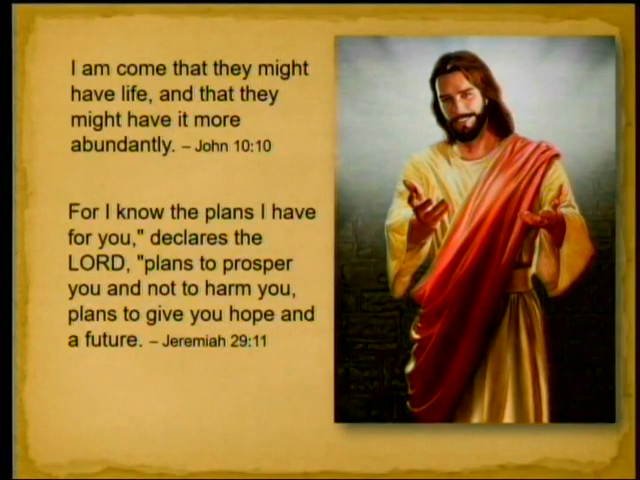 I am come that they might
have life, and that they
might have it more
abundantly. – John 10:10
For I know the plans I have
for you," declares the
LORD, "plans to prosper
you and not to harm you,
plans to give you hope and
a future. – Jeremiah 29:11